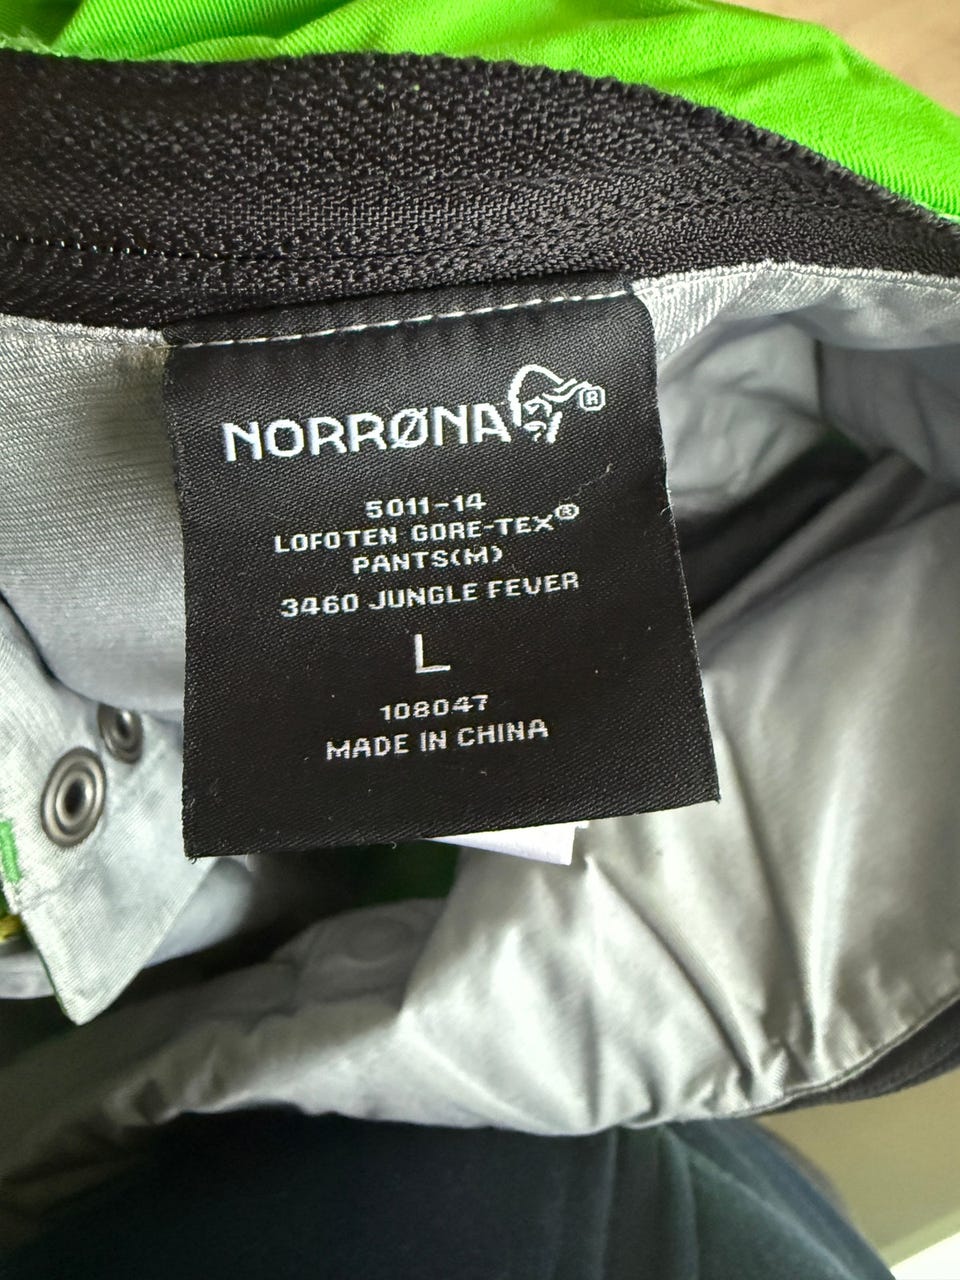 NORRØNA®
5011-14
LOFOTEN GORE-TEX®
PANTS(M)
3460 JUNGLE FEVER
L
108047
MADE IN CHINA